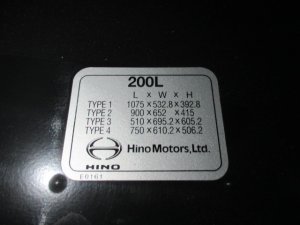 200L
L × W × H
TYPE 1 1075×532.8×392.8
TYPE 2 900×652 ×415
TYPE 3 510×695.2×605.2
TYPE 4 750×610.2×506.2
HINO Hino Motors, Ltd.
E0161